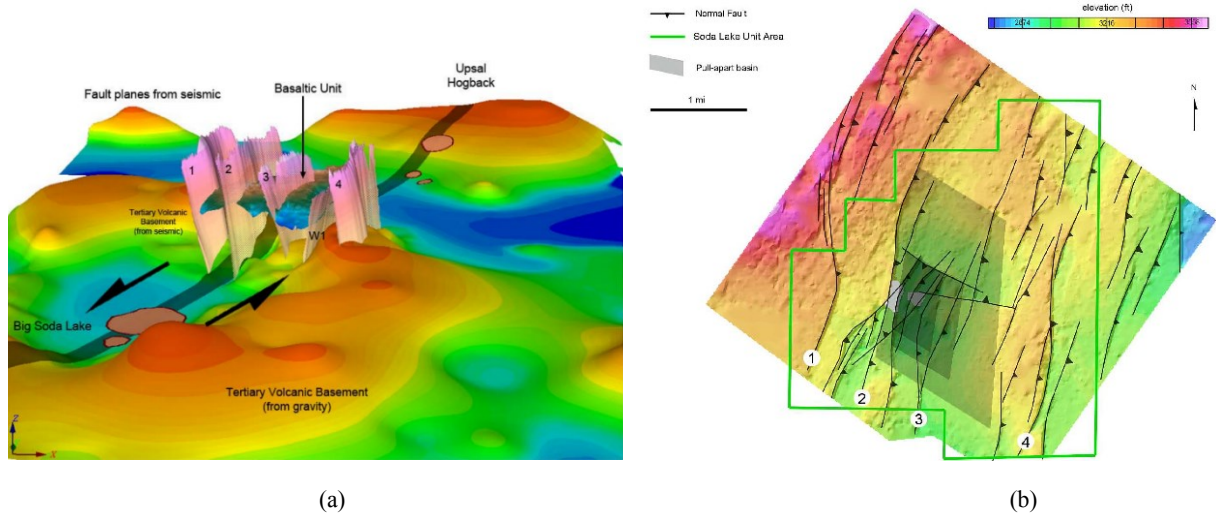 Fault planes from seismic
Basaltic Unit
Upsal
Hogback
1
2
3
4
Tertiary Volcanic
Basement
(from seismic)
W1
Big Soda Lake
Tertiary Volcanic Basement
(from gravity)
Z
X
(a)
Normal Fault
Soda Lake Unit Area
Pull-apart basin
1 mi
elevation (ft)
3216
N
1
2
3
4
(b)